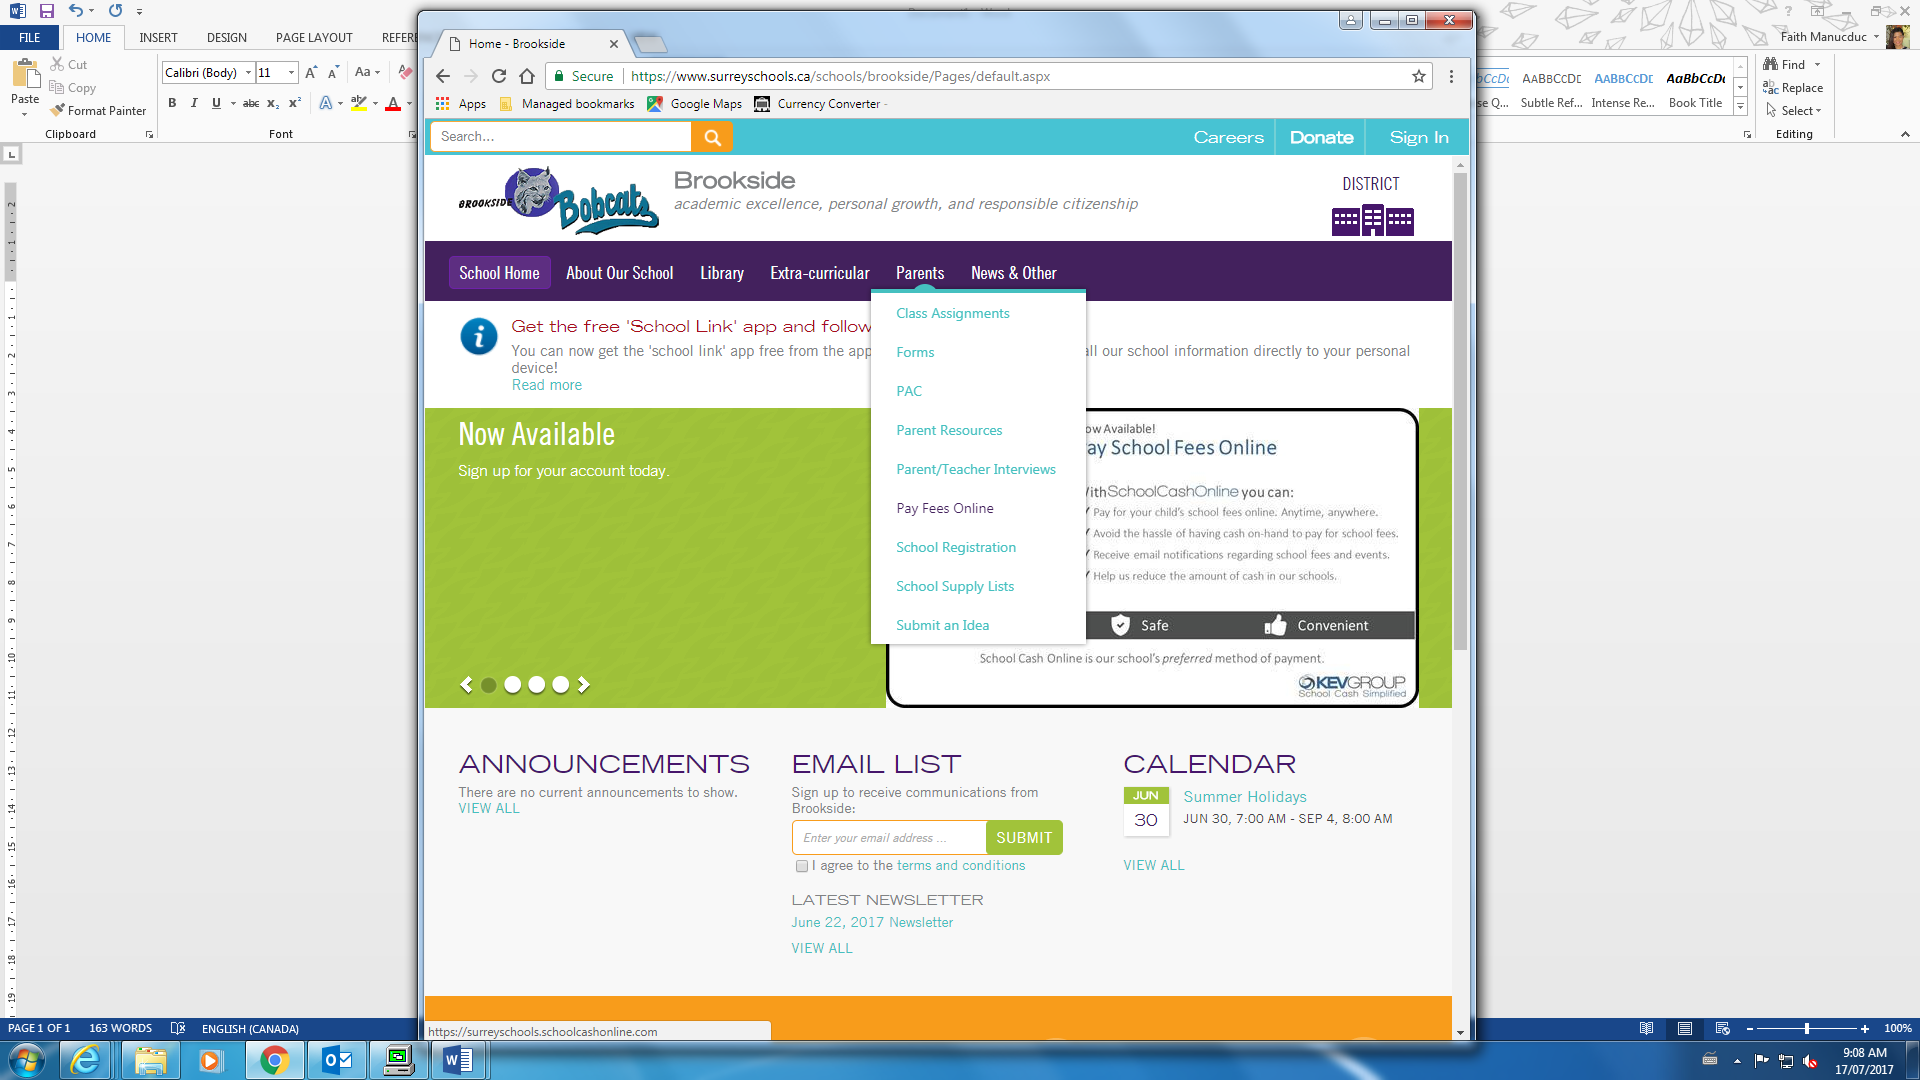 FILE
HOME
INSERT
DESIGN
PAGE LAYOUT
REFERE
Faith Manucduc
Cut
Copy
Format Painter
Paste
Clipboard
Calibri (Body)
11
Font
Subtle Ref...
Intense Re...
Book Title
Find
Replace
Select
Editing
Home - Brookside
Secure
https://www.surreyschools.ca/schools/brookside/Pages/default.aspx
Apps
Managed bookmarks
Google Maps
Currency Converter -
Search...
Careers
Donate
Sign In
BROOKSIDE
Bobcats
Brookside
academic excellence, personal growth, and responsible citizenship
DISTRICT
School Home
About Our School
Library
Extra-curricular
Parents
News & Other
Class Assignments
Forms
PAC
Parent Resources
Parent/Teacher Interviews
Pay Fees Online
School Registration
School Supply Lists
Submit an Idea
Get the free 'School Link' app and follow
You can now get the 'school link' app free from the app all our school information directly to your personal
device!
Read more
Now Available
Sign up for your account today.
ow Available!
ay School Fees Online
ithSchoolCashOnline you can:
Pay for your child's school fees online. Anytime, anywhere.
Avoid the hassle of having cash on-hand to pay for school fees.
Receive email notifications regarding school fees and events.
Help us reduce the amount of cash in our schools.
Safe
Convenient
School Cash Online is our school's preferred method of payment.
KEVGROUP
School Cash Simplified
ANNOUNCEMENTS
There are no current announcements to show.
VIEW ALL
EMAIL LIST
Sign up to receive communications from
Brookside:
Enter your email address ...
SUBMIT
I agree to the terms and conditions
LATEST NEWSLETTER
June 22, 2017 Newsletter
VIEW ALL
CALENDAR
JUN
30
Summer Holidays
JUN 30, 7:00 AM - SEP 4, 8:00 AM
VIEW ALL
https://surreyschools.schoolcashonline.com
PAGE 1 OF 1
163 WORDS
ENGLISH (CANADA)
100%
9:08 AM
17/07/2017